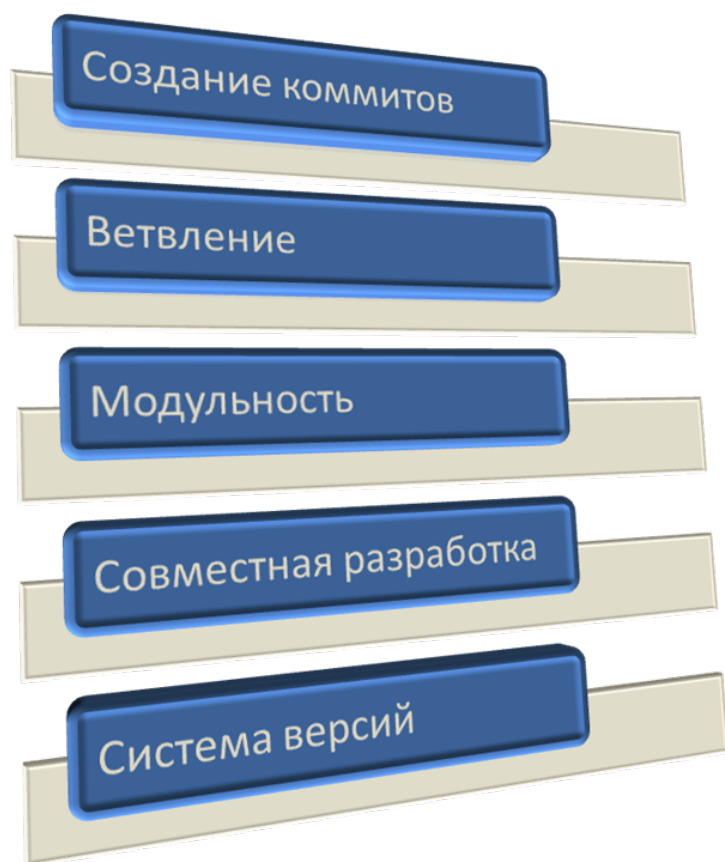 Создание коммитов
Ветвление
Модульность
Совместная разработка
Система версий